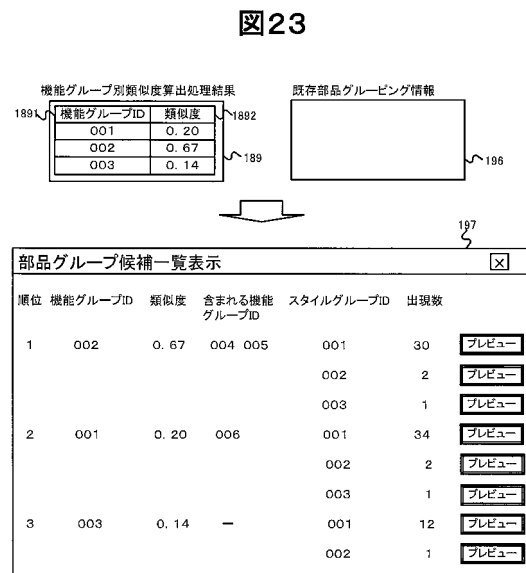 図23
機能グループ別類似度算出処理結果
既存部品グルーピング情報
1891 機能グループID 類似度 1892
001 0. 20
002 0. 67
003 0. 14
189
196
197
部品グループ候補一覧表示
順位 機能グループID 類似度 含まれる機能グループID スタイルグループID 出現数
1 002 0. 67 004 005 001 30 プレビュー
002 2 プレビュー
003 1 プレビュー
2 001 0. 20 006 001 34 プレビュー
002 2 プレビュー
003 1 プレビュー
3 003 0. 14 － 001 12 プレビュー
002 1 プレビュー